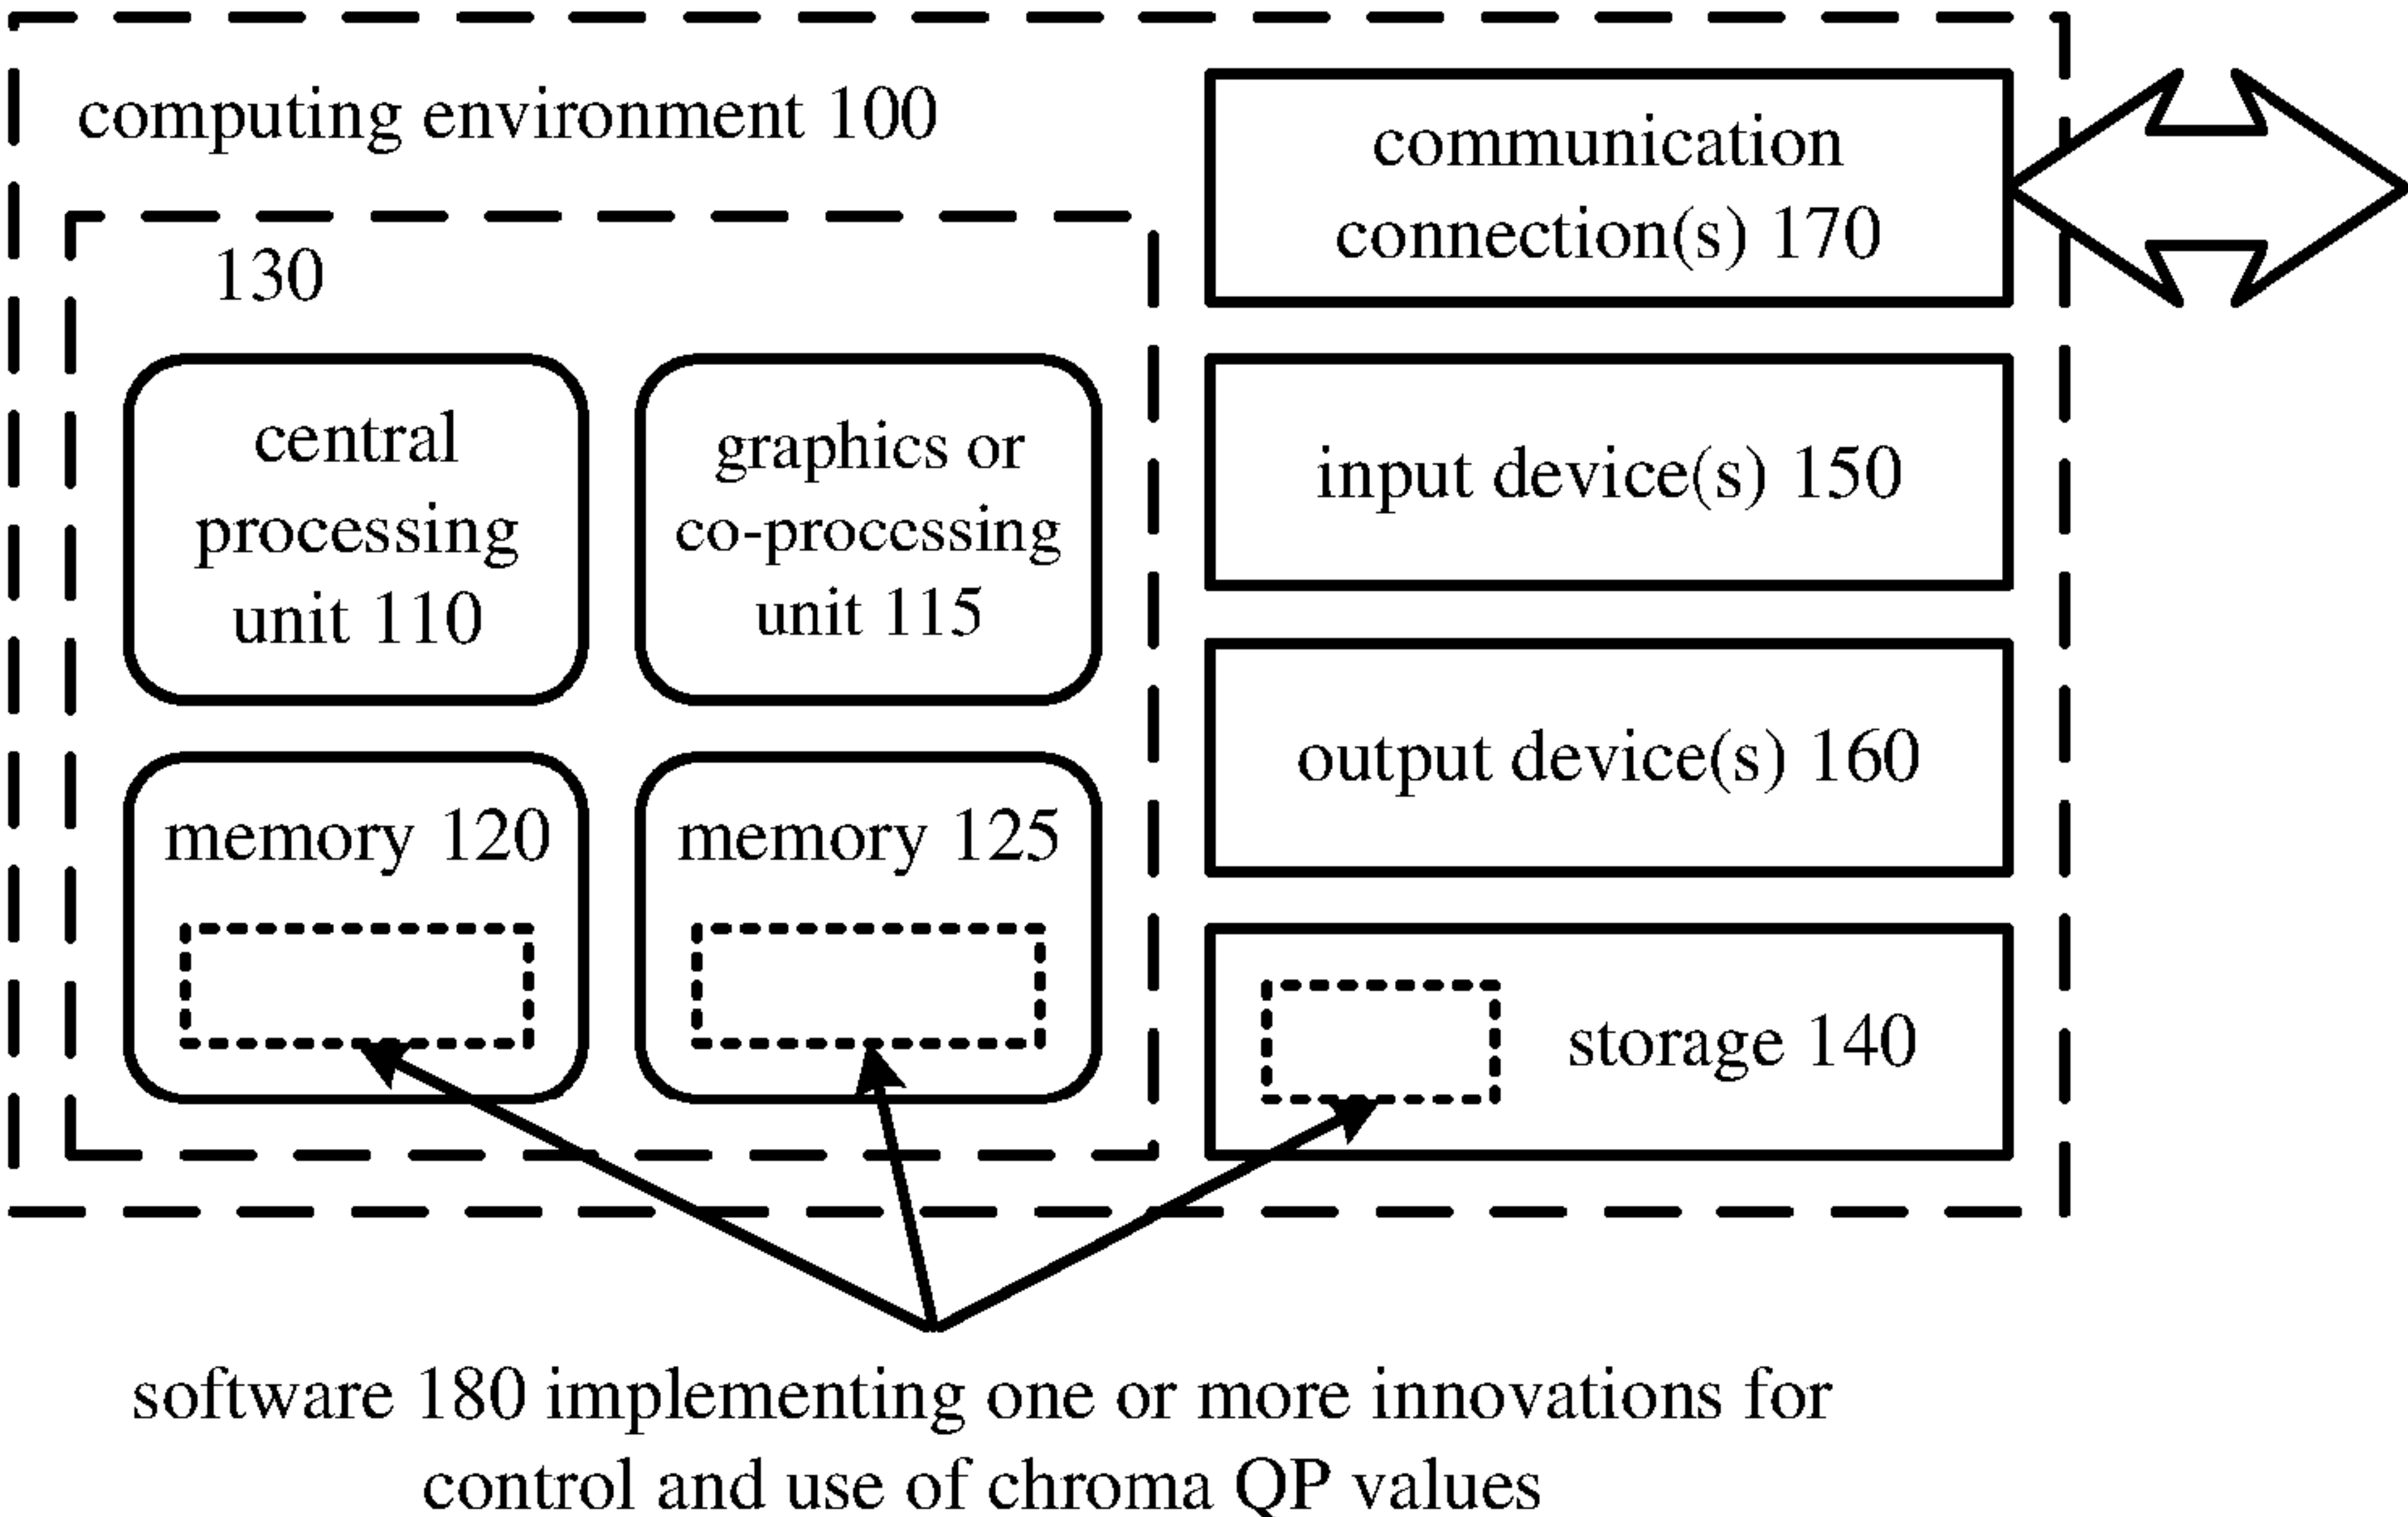 computing environment 100
130
central
processing
unit 110
graphics or
co-processing
unit 115
memory 120
memory 125
communication
connection(s) 170
input device(s) 150
output device(s) 160
storage 140
software 180 implementing one or more innovations for
control and use of chroma QP values